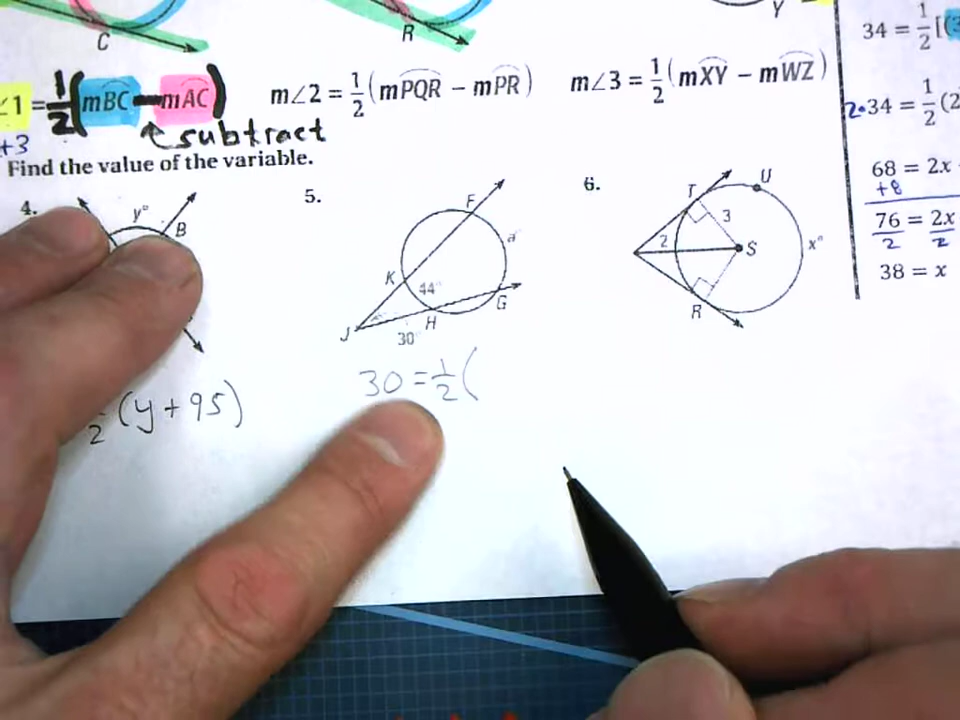 C
R
Y
34 = 1/2 [(3
∠1 = 1/2 (mBC − mAC)
m∠2 = 1/2 (mPQR − mPR)
m∠3 = 1/2 (mXY − mWZ)
2•34 = 1/2 (2
subtract
+3
Find the value of the variable.
68 = 2x
+8
76 = 2x
2 2
38 = x
4.
y°
B
5.
F
a°
K
44°
J
H
G
30°
6.
T
U
3
2
S
x°
R
2 (y + 95)
30 = 1/2 (